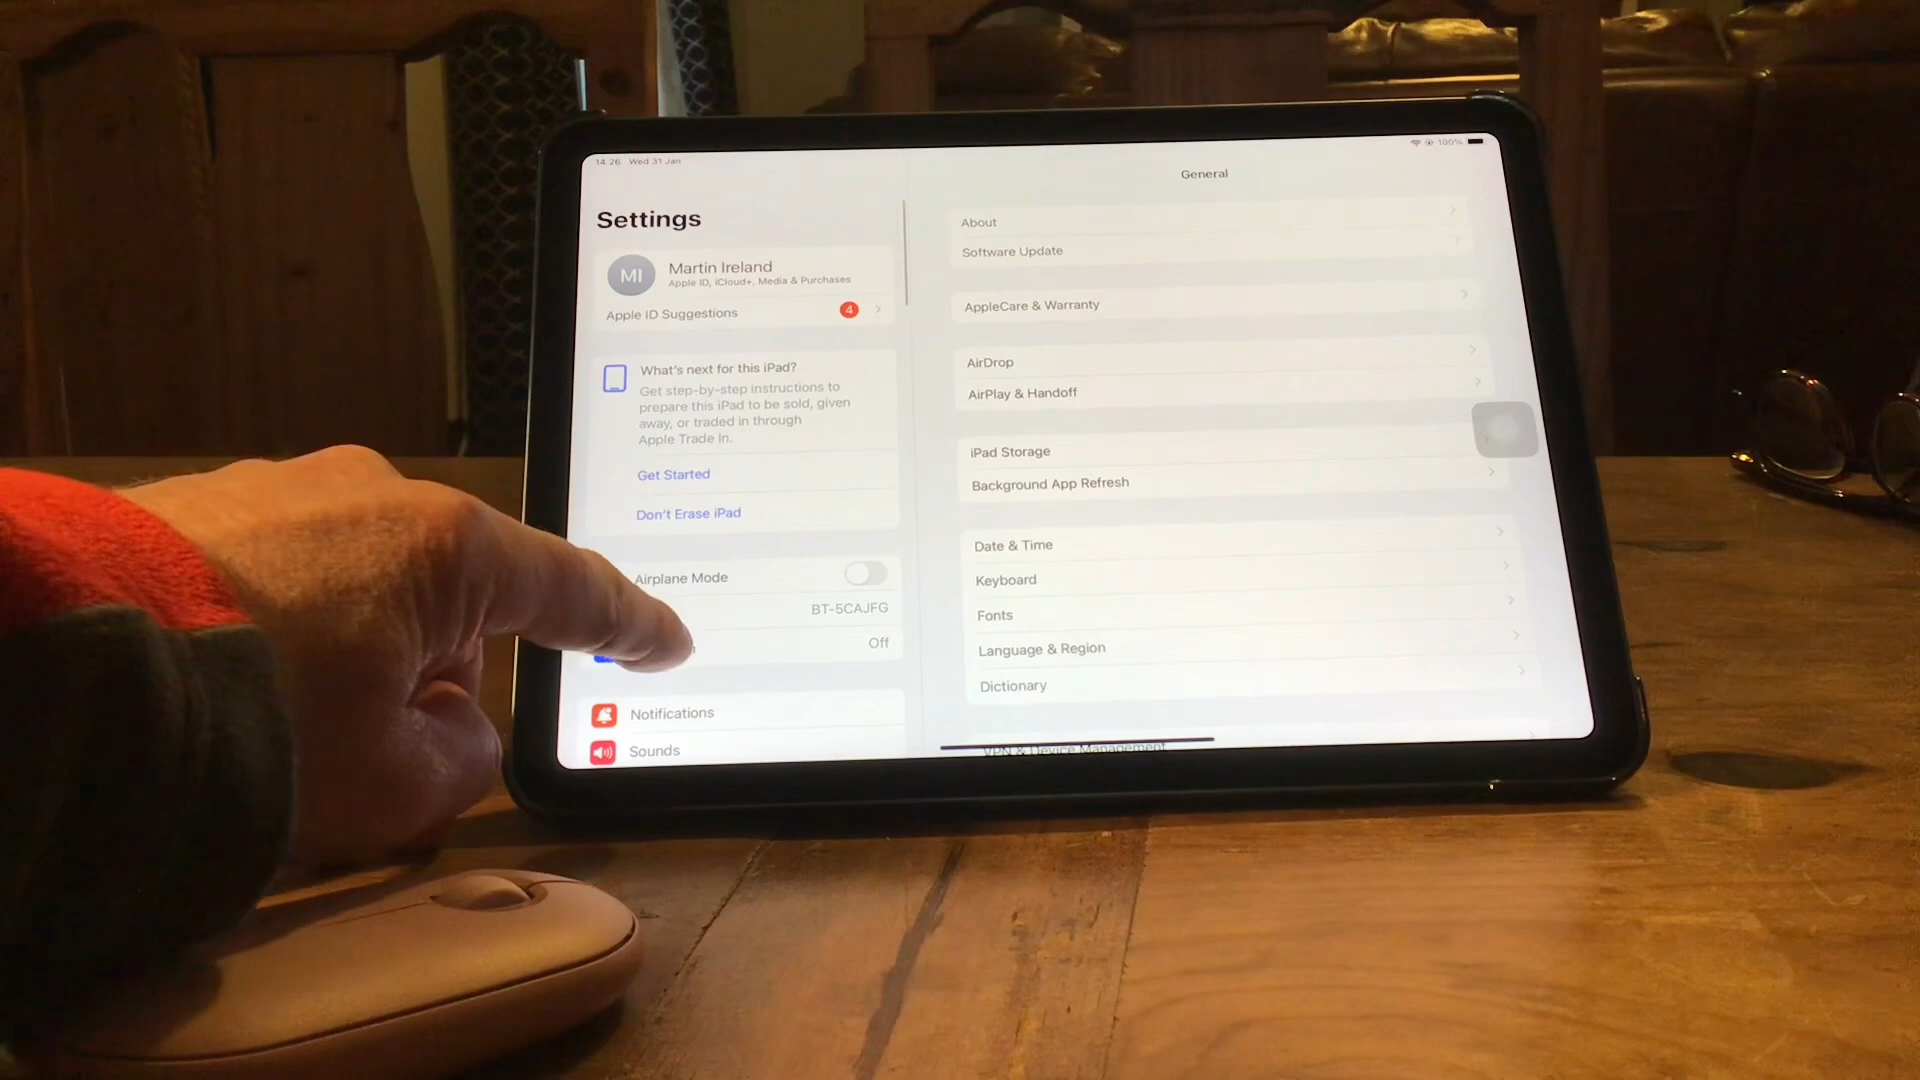 14:26 Wed 31 Jan
100%
Settings
MI
Martin Ireland
Apple ID, iCloud+, Media & Purchases
Apple ID Suggestions
4
What's next for this iPad?
Get step-by-step instructions to
prepare this iPad to be sold, given
away, or traded in through
Apple Trade In.
Get Started
Don't Erase iPad
Airplane Mode
BT-5CAJFG
Off
Notifications
Sounds
General
About
Software Update
AppleCare & Warranty
AirDrop
AirPlay & Handoff
iPad Storage
Background App Refresh
Date & Time
Keyboard
Fonts
Language & Region
Dictionary
VPN & Device Management